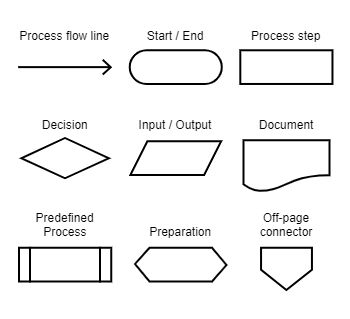 Process flow line
Start / End
Process step
Decision
Input / Output
Document
Predefined
Process
Preparation
Off-page
connector